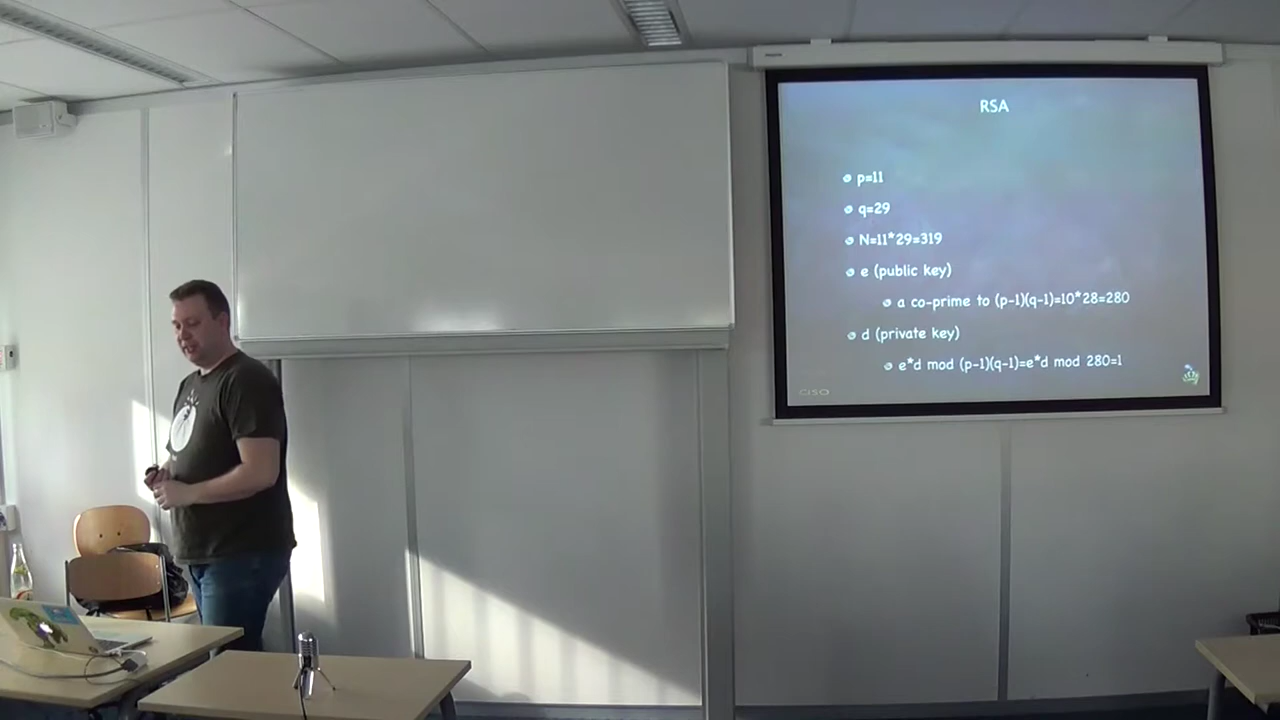 RSA
p=11
q=29
N=11*29=319
e (public key)
a co-prime to (p-1)(q-1)=10*28=280
d (private key)
e*d mod (p-1)(q-1)=e*d mod 280=1